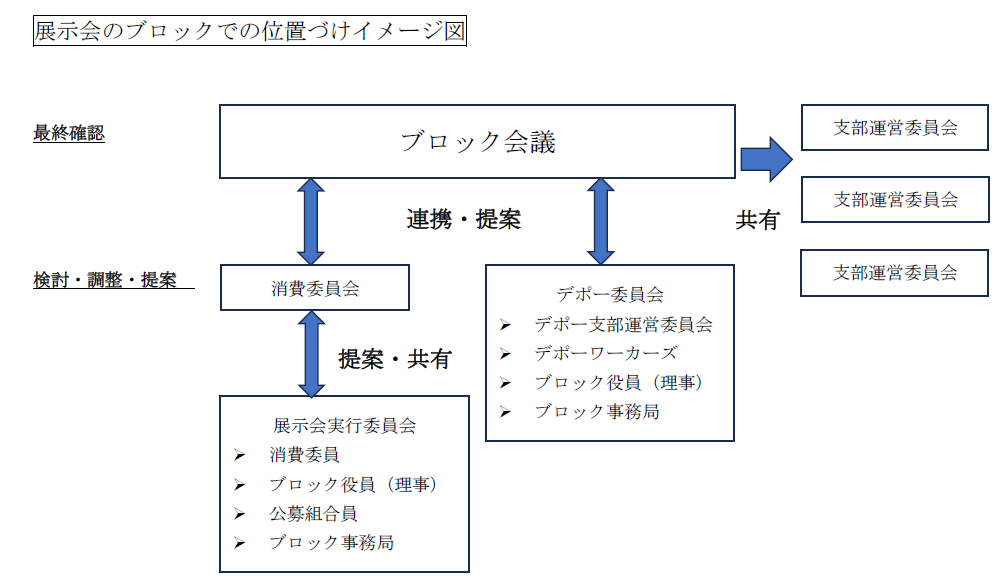 展示会のブロックでの位置づけイメージ図
最終確認
ブロック会議
支部運営委員会
支部運営委員会
支部運営委員会
連携・提案
共有
検討・調整・提案
消費委員会
デポー委員会
➢ デポー支部運営委員会
➢ デポーワーカーズ
➢ ブロック役員（理事）
➢ ブロック事務局
提案・共有
展示会実行委員会
➢ 消費委員
➢ ブロック役員（理事）
➢ 公募組合員
➢ ブロック事務局